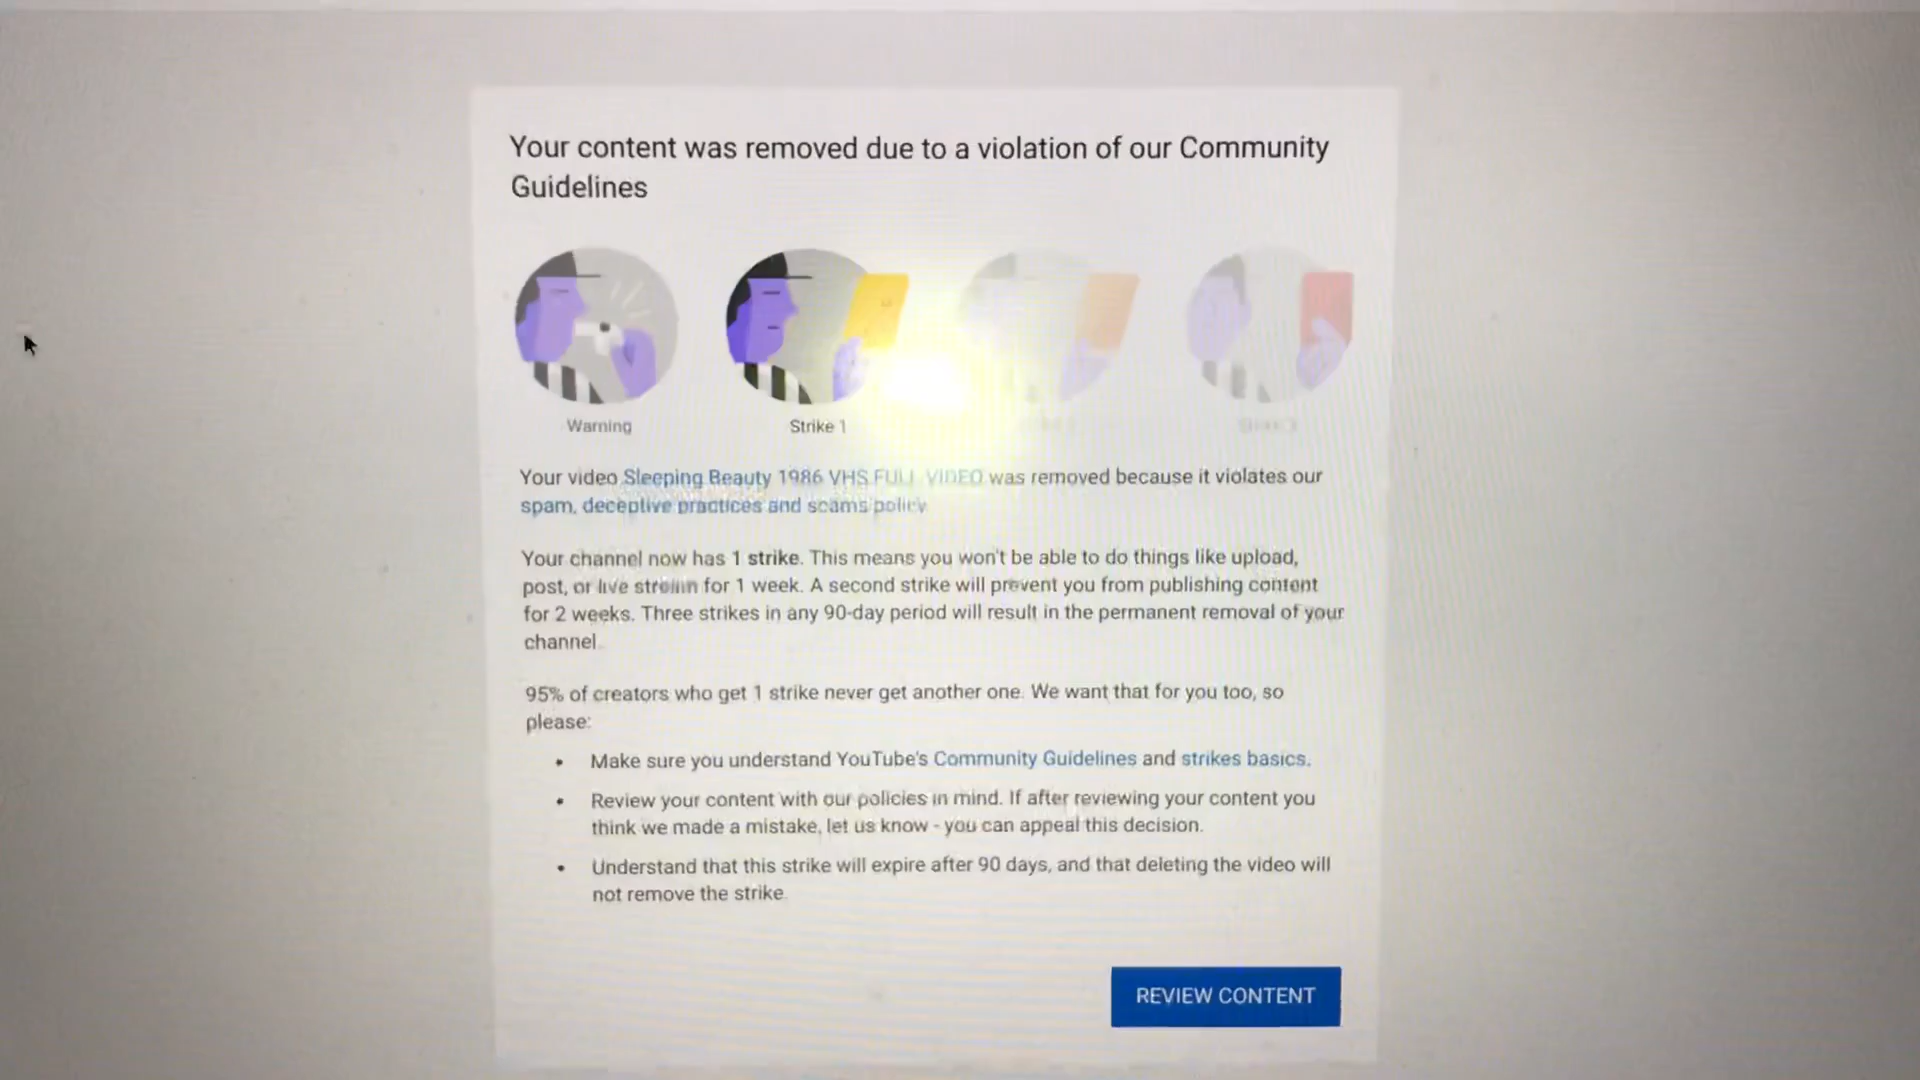 Your content was removed due to a violation of our Community
Guidelines
Warning
Strike 1
Your video Sleeping Beauty 1986 VHS FULL VIDEO was removed because it violates our
spam, deceptive practices and scams policy
Your channel now has 1 strike. This means you won't be able to do things like upload,
post, or live stream for 1 week. A second strike will prevent you from publishing content
for 2 weeks. Three strikes in any 90-day period will result in the permanent removal of your
channel.
95% of creators who get 1 strike never get another one. We want that for you too, so
please:
• Make sure you understand YouTube's Community Guidelines and strikes basics.
• Review your content with our policies in mind. If after reviewing your content you
think we made a mistake, let us know - you can appeal this decision.
• Understand that this strike will expire after 90 days, and that deleting the video will
not remove the strike.
REVIEW CONTENT